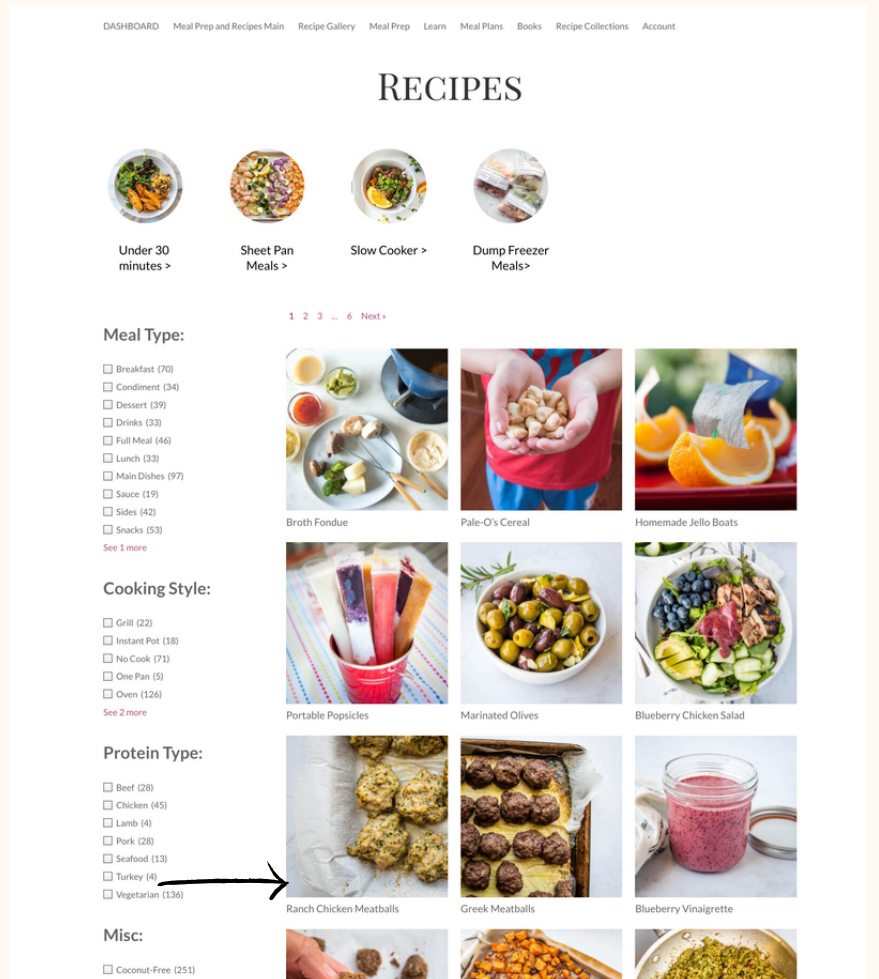 DASHBOARD Meal Prep and Recipes Main Recipe Gallery Meal Prep Learn Meal Plans Books Recipe Collections Account
RECIPES
Under 30
minutes >
Sheet Pan
Meals >
Slow Cooker >
Dump Freezer
Meals>
1 2 3 ... 6 Next »
Meal Type:
Breakfast (70)
Condiment (34)
Dessert (39)
Drinks (33)
Full Meal (46)
Lunch (33)
Main Dishes (97)
Sauce (19)
Sides (42)
Snacks (53)
See 1 more
Cooking Style:
Grill (22)
Instant Pot (18)
No Cook (71)
One Pan (5)
Oven (126)
See 2 more
Protein Type:
Beef (28)
Chicken (45)
Lamb (4)
Pork (28)
Seafood (13)
Turkey (4)
Vegetarian (136)
Misc:
Coconut-Free (251)
Broth Fondue
Pale-O's Cereal
Homemade Jello Boats
Portable Popsicles
Marinated Olives
Blueberry Chicken Salad
Ranch Chicken Meatballs
Greek Meatballs
Blueberry Vinaigrette